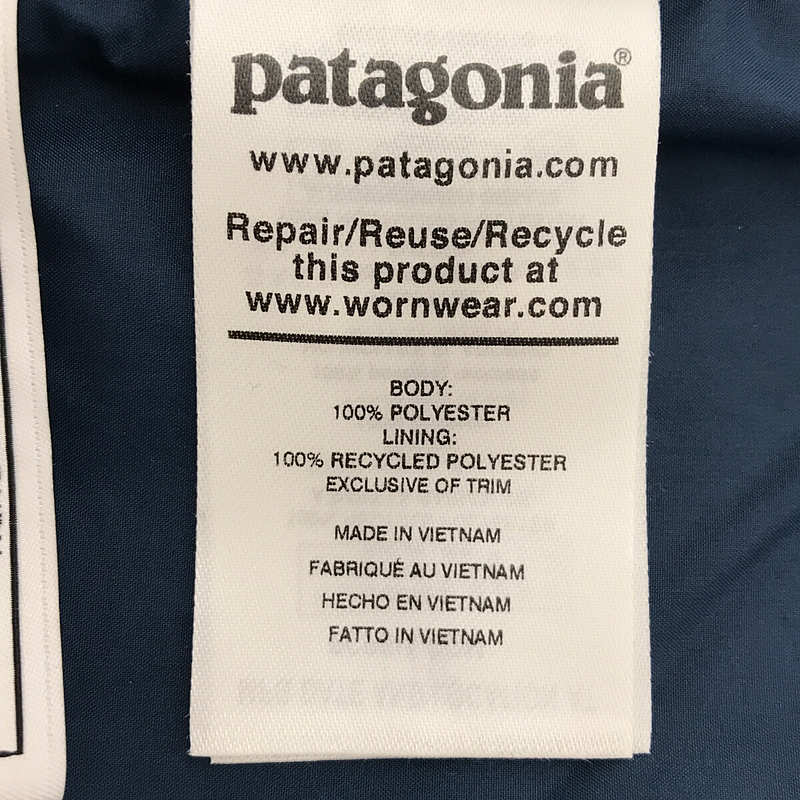 patagonia®
www.patagonia.com
Repair/Reuse/Recycle
this product at
www.wornwear.com
BODY:
100% POLYESTER
LINING:
100% RECYCLED POLYESTER
EXCLUSIVE OF TRIM
MADE IN VIETNAM
FABRIQUÉ AU VIETNAM
HECHO EN VIETNAM
FATTO IN VIETNAM